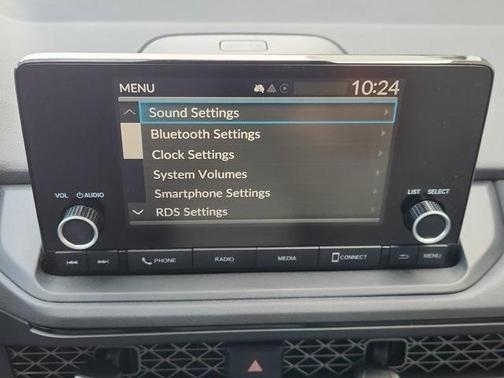 MENU 10:24
Sound Settings
Bluetooth Settings
Clock Settings
System Volumes
Smartphone Settings
RDS Settings
VOL AUDIO
LIST SELECT
PHONE RADIO MEDIA CONNECT MENU